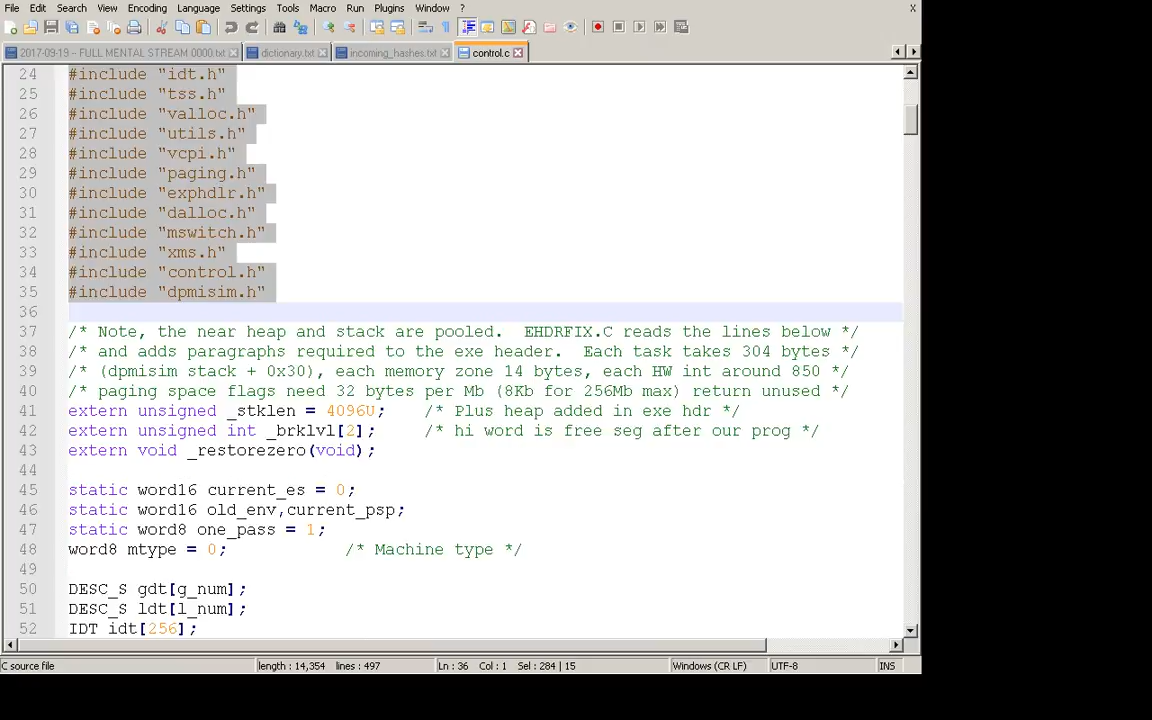 File Edit Search View Encoding Language Settings Tools Macro Run Plugins Window ? X
2017-09-19 – FULL MENTAL STREAM 0000.txt dictionary.txt incoming_hashes.txt control.c
24 #include "idt.h"
25 #include "tss.h"
26 #include "valloc.h"
27 #include "utils.h"
28 #include "vcpi.h"
29 #include "paging.h"
30 #include "exphdlr.h"
31 #include "dalloc.h"
32 #include "mswitch.h"
33 #include "xms.h"
34 #include "control.h"
35 #include "dpmisim.h"
36
37 /* Note, the near heap and stack are pooled.  EHDRFIX.C reads the lines below */
38 /* and adds paragraphs required to the exe header.  Each task takes 304 bytes */
39 /* (dpmisim stack + 0x30), each memory zone 14 bytes, each HW int around 850 */
40 /* paging space flags need 32 bytes per Mb (8Kb for 256Mb max) return unused */
41 extern unsigned _stklen = 4096U;    /* Plus heap added in exe hdr */
42 extern unsigned int _brklvl[2];     /* hi word is free seg after our prog */
43 extern void _restorezero(void);
44
45 static word16 current_es = 0;
46 static word16 old_env,current_psp;
47 static word8 one_pass = 1;
48 word8 mtype = 0;            /* Machine type */
49
50 DESC_S gdt[g_num];
51 DESC_S ldt[l_num];
52 IDT idt[256];
C source file length : 14,354 lines : 497 Ln : 36 Col : 1 Sel : 284 | 15 Windows (CR LF) UTF-8 INS